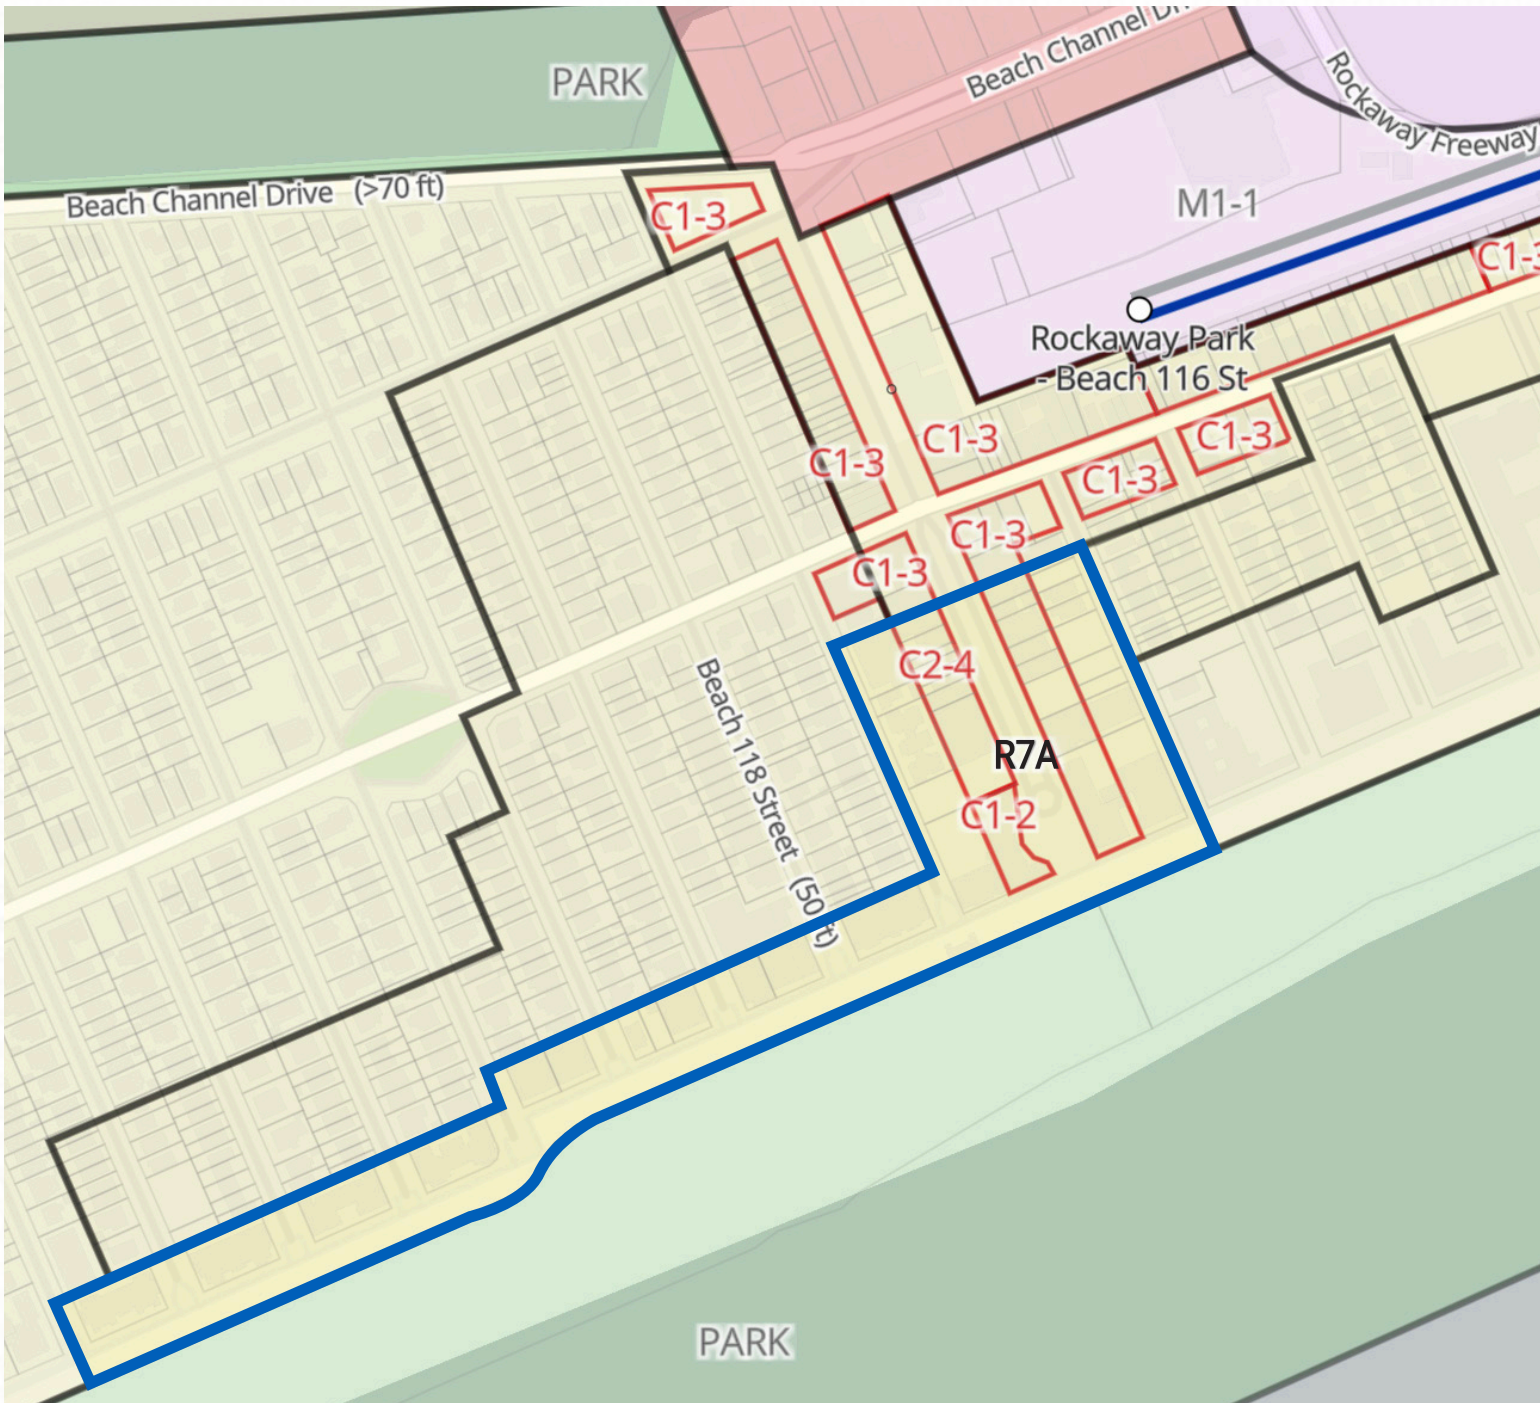 Beach Channel Dr
PARK
Rockaway Freeway
Beach Channel Drive (>70 ft)
C1-3
M1-1
C1-3
Rockaway Park
- Beach 116 St
C1-3
C1-3
C1-3
C1-3
C1-3
C1-3
C2-4
Beach 118 Street (50 ft)
R7A
C1-2
PARK